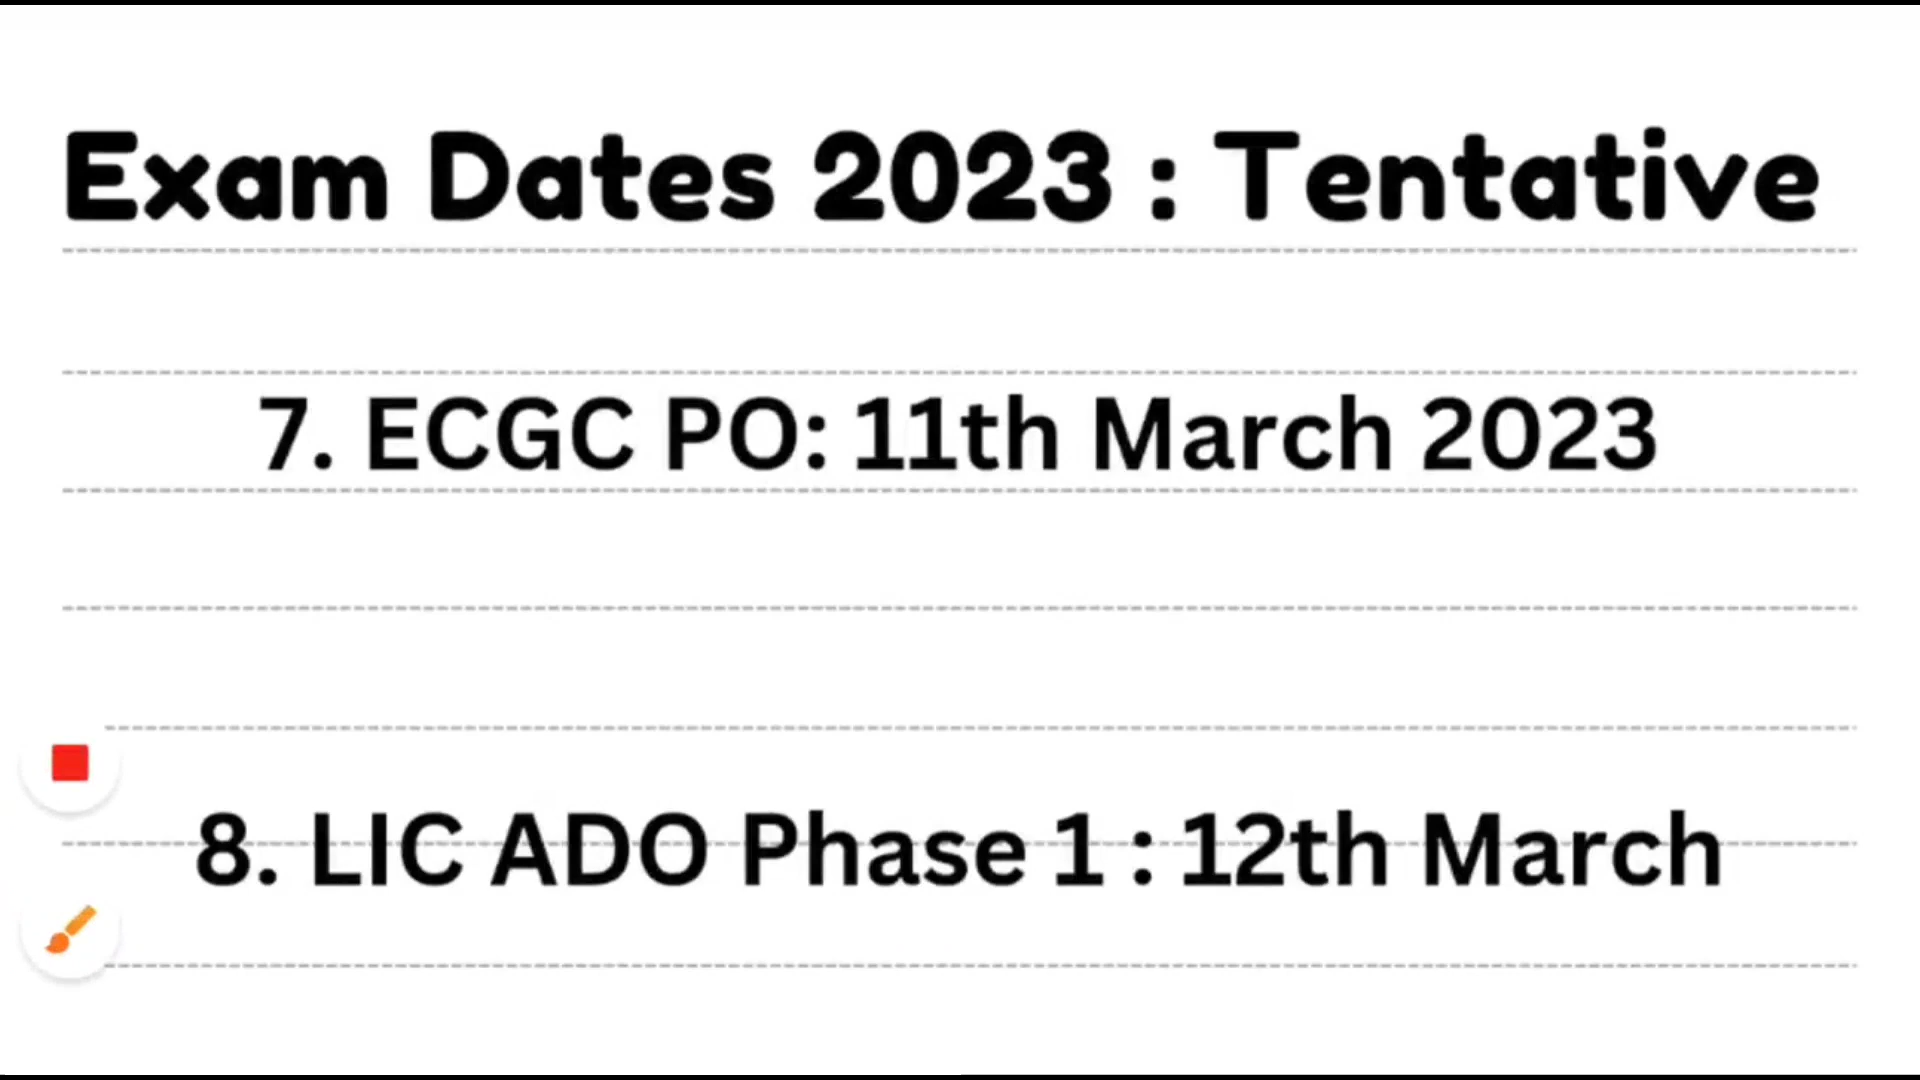 Exam Dates 2023 : Tentative
7. ECGC PO: 11th March 2023
8. LIC ADO Phase 1 : 12th March